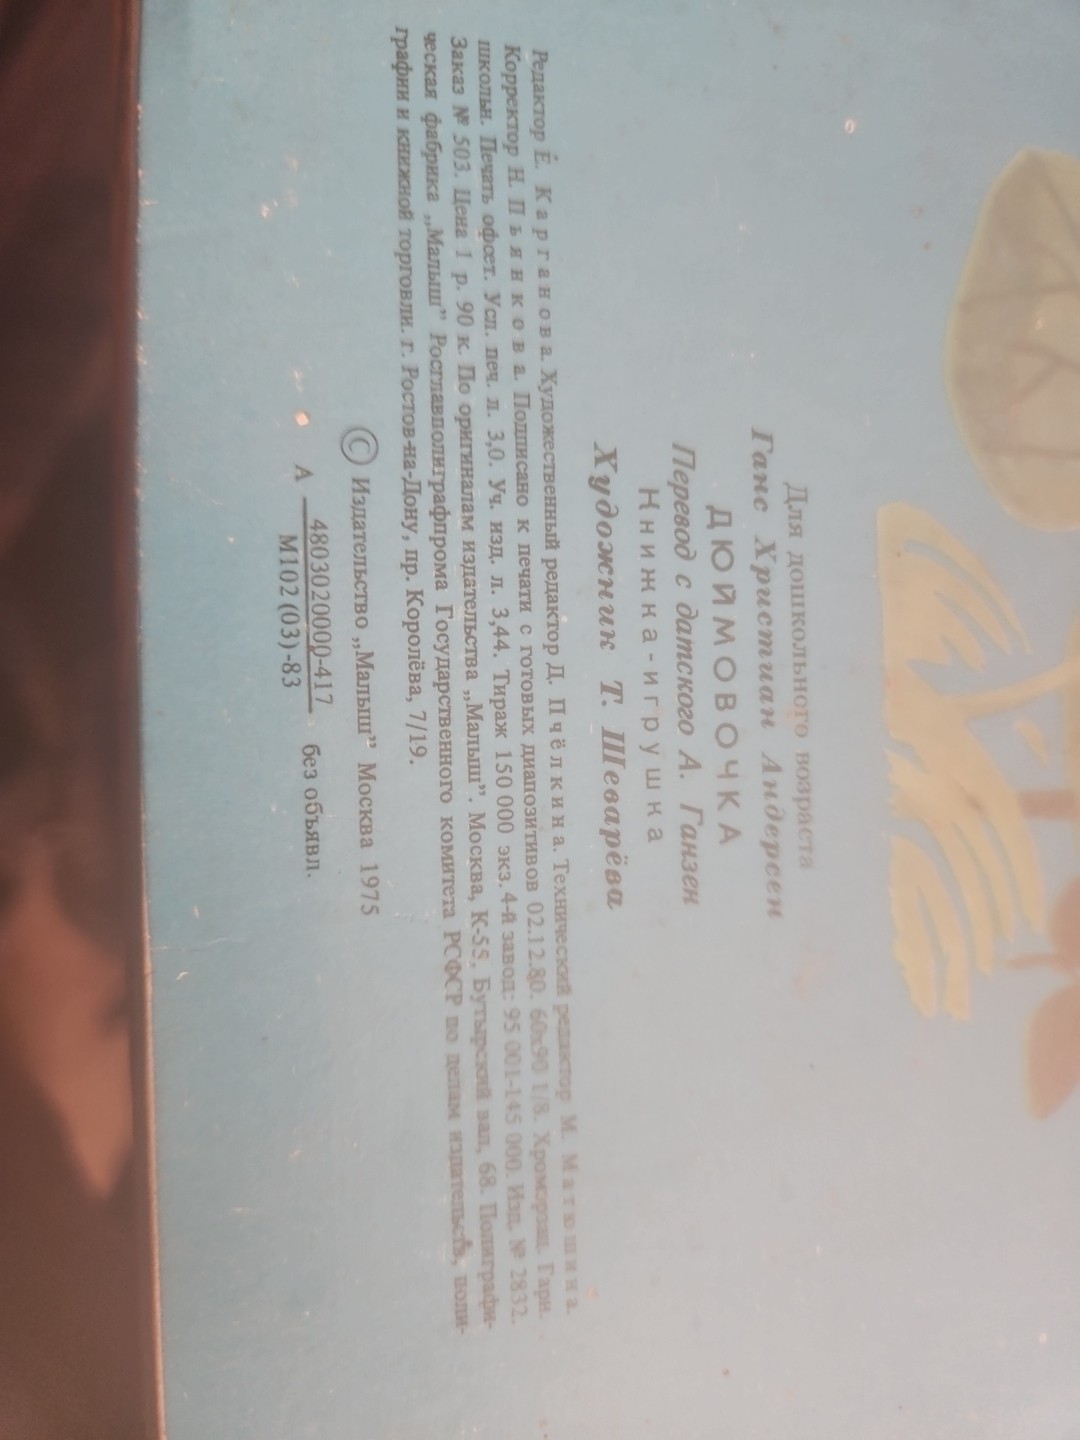 Для дошкольного возраста
Ганс Христиан Андерсен
ДЮЙМОВОЧКА
Перевод с датского А. Ганзен
Книжка-игрушка
Художник Т. Шеварёва
Редактор Е. Карганова. Художественный редактор Д. Пчёлкина. Технический редактор М. Матюшина.
Корректор Н. Пьянкова. Подписано к печати с готовых диапозитивов 02.12.80. 60х90 1/8. Хромороэц. Гарн.
школьн. Печать офсет. Усл. печ. л. 3,0. Уч. изд. л. 3,44. Тираж 150 000 экз. 4-й завод: 95 001-145 000. Изд. № 2832.
Заказ № 503. Цена 1 р. 90 к. По оригиналам издательства „Малыш”. Москва, К-55, Бутырский вал, 68. Полиграфи-
ческая фабрика „Малыш” Росглавполиграфпрома Государственного комитета РСФСР по делам издательств, поли-
графии и книжной торговли. г. Ростов-на-Дону, пр. Королёва, 7/19.
© Издательство „Малыш” Москва 1975
А 4803020000-417 без объявл.
М102(03)-83